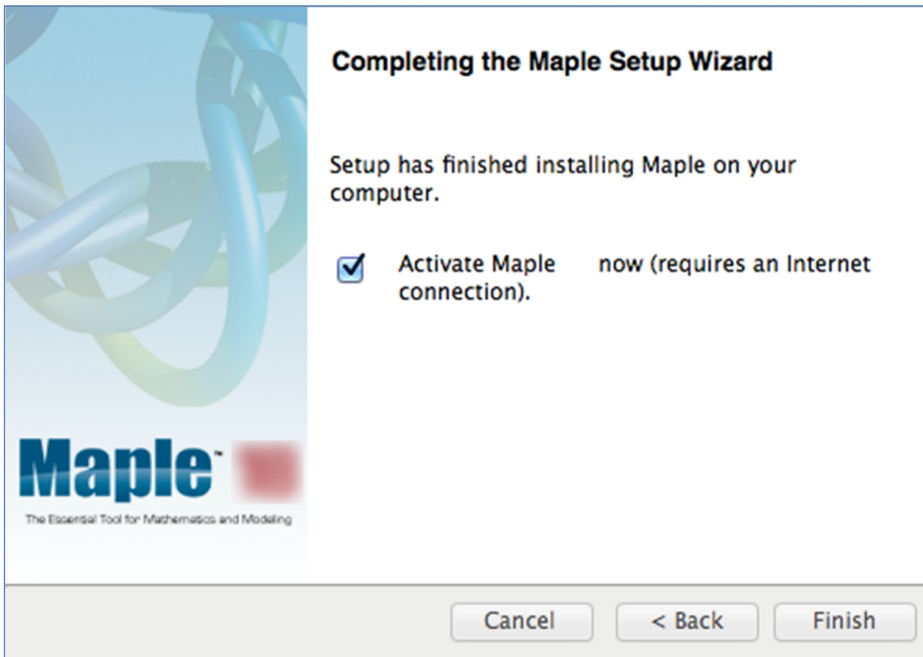 Completing the Maple Setup Wizard
Setup has finished installing Maple on your
computer.
Activate Maple now (requires an Internet
connection).
Maple™
The Essential Tool for Mathematics and Modeling
Cancel
< Back
Finish